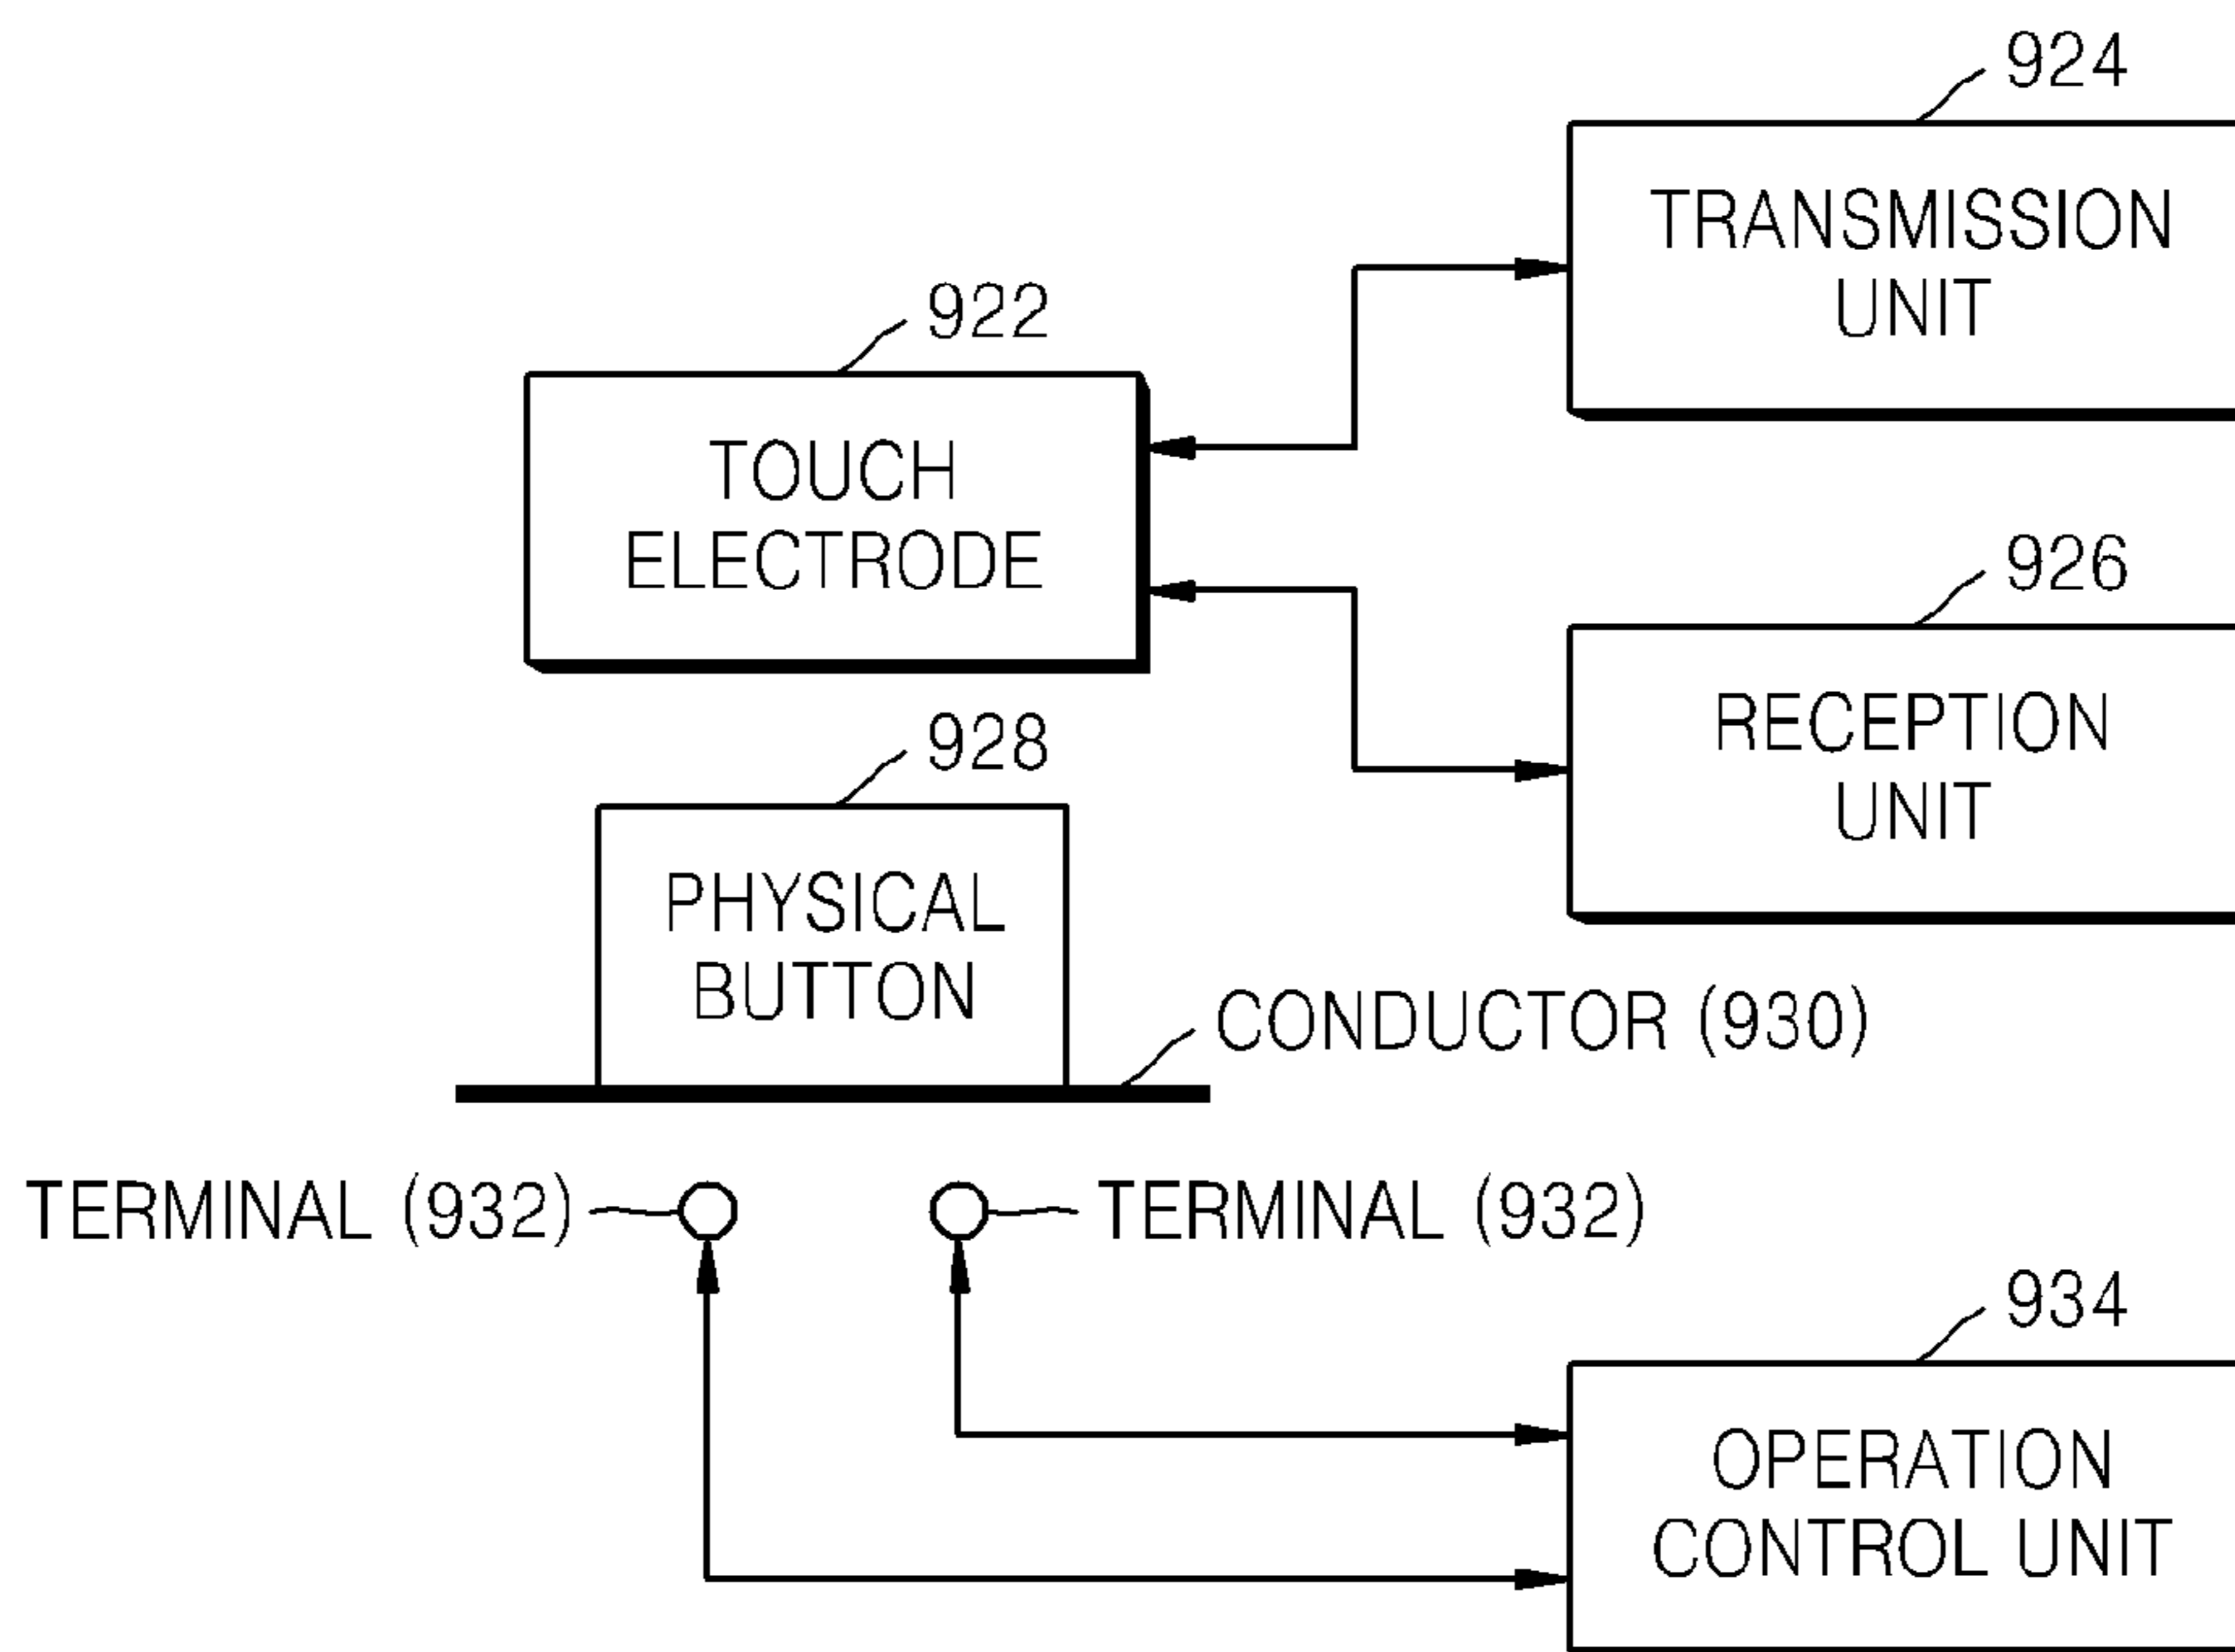 924
TRANSMISSION
UNIT
922
TOUCH
ELECTRODE
926
RECEPTION
UNIT
928
PHYSICAL
BUTTON
CONDUCTOR (930)
TERMINAL (932)
TERMINAL (932)
934
OPERATION
CONTROL UNIT